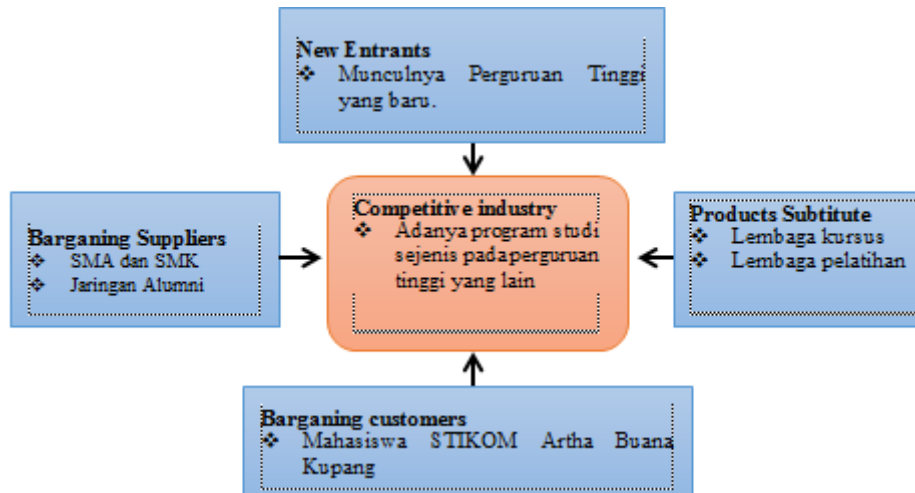 New Entrants
❖ Munculnya Perguruan Tinggi
yang baru.
Barganing Suppliers
❖ SMA dan SMK
❖ Jaringan Alumni
Competitive industry
❖ Adanya program studi
sejenis pada perguruan
tinggi yang lain
Products Subtitute
❖ Lembaga kursus
❖ Lembaga pelatihan
Barganing customers
❖ Mahasiswa STIKOM Artha Buana
Kupang